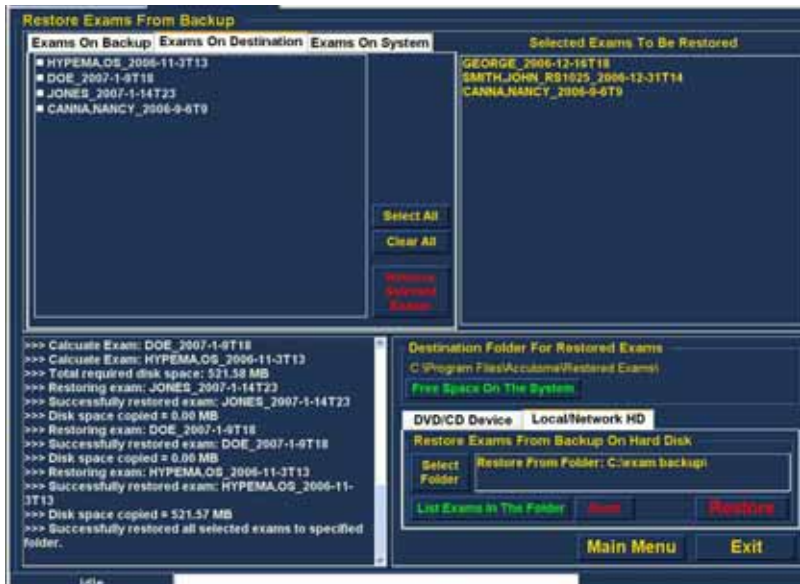 Restore Exams From Backup
Exams On Backup
Exams On Destination
Exams On System
HYPEMA,OS_2006-11-3T13
DOE_2007-1-9T18
JONES_2007-1-14T23
CANNA,NANCY_2006-9-6T9
Select All
Clear All
Remove
Selected
Exams
Selected Exams To Be Restored
GEORGE_2006-12-16T18
SMITH,JOHN_RS1025_2006-12-31T14
CANNA,NANCY_2006-9-6T9
>>> Calcuate Exam: DOE_2007-1-9T18
>>> Calcuate Exam: HYPEMA,OS_2006-11-3T13
>>> Total required disk space: 521.58 MB
>>> Restoring exam: JONES_2007-1-14T23
>>> Successfully restored exam: JONES_2007-1-14T23
>>> Disk space copied = 0.00 MB
>>> Restoring exam: DOE_2007-1-9T18
>>> Successfully restored exam: DOE_2007-1-9T18
>>> Disk space copied = 0.00 MB
>>> Restoring exam: HYPEMA,OS_2006-11-3T13
>>> Successfully restored exam: HYPEMA,OS_2006-11-
3T13
>>> Disk space copied = 521.57 MB
>>> Successfully restored all selected exams to specified
folder.
Destination Folder For Restored Exams
C:\Program Files\Accutome\Restored Exams\
Free Space On The System
DVD/CD Device
Local/Network HD
Restore Exams From Backup On Hard Disk
Select
Folder
Restore From Folder: C:\exam backup\
List Exams In The Folder
Restore
Main Menu
Exit
Idle